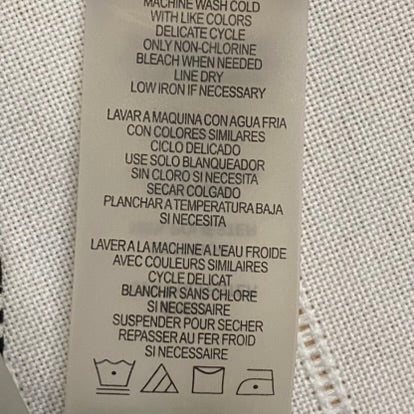 MACHINE WASH COLD
WITH LIKE COLORS
DELICATE CYCLE
ONLY NON-CHLORINE
BLEACH WHEN NEEDED
LINE DRY
LOW IRON IF NECESSARY
LAVAR A MAQUINA CON AGUA FRIA
CON COLORES SIMILARES
CICLO DELICADO
USE SOLO BLANQUEADOR
SIN CLORO SI NECESITA
SECAR COLGADO
PLANCHAR A TEMPERATURA BAJA
SI NECESITA
LAVER A LA MACHINE A L'EAU FROIDE
AVEC COULEURS SIMILAIRES
CYCLE DELICAT
BLANCHIR SANS CHLORE
SI NECESSAIRE
SUSPENDER POUR SECHER
REPASSER AU FER FROID
SI NECESSAIRE